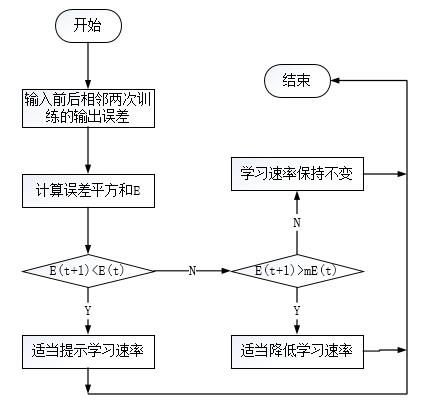 开始
输入前后相邻两次训
练的输出误差
计算误差平方和E
E(t+1)<E(t)
N
Y
适当提示学习速率
结束
学习速率保持不变
N
E(t+1)>mE(t)
Y
适当降低学习速率